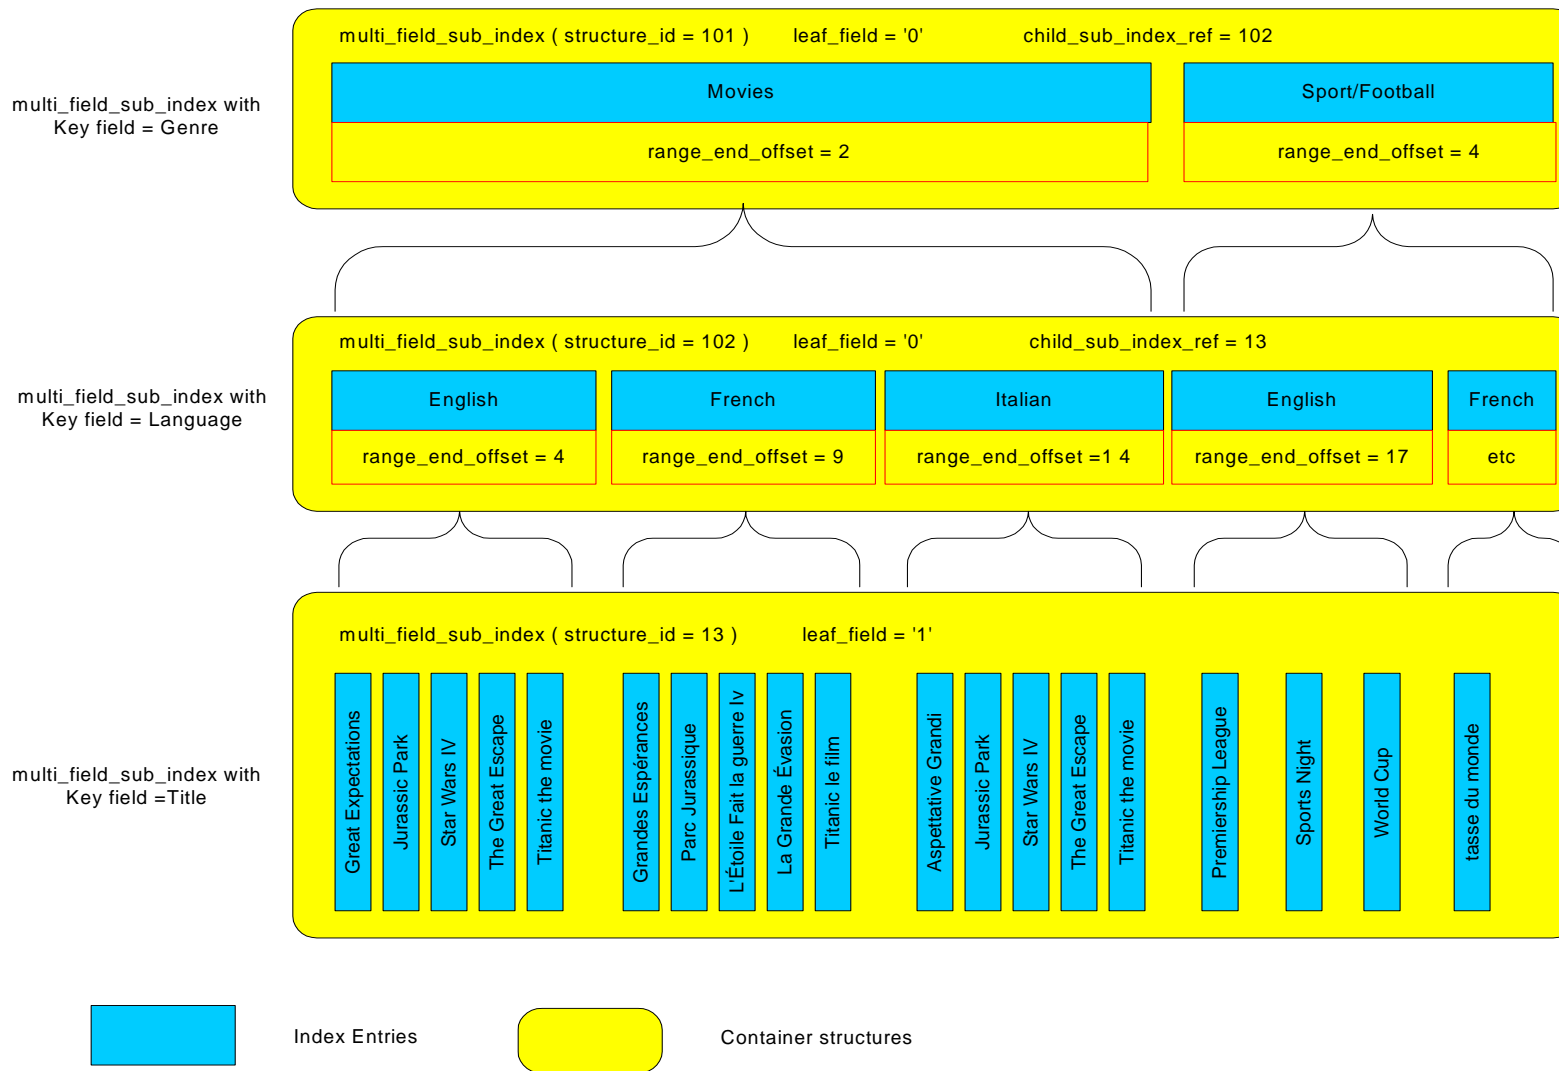 multi_field_sub_index ( structure_id = 101 ) leaf_field = '0' child_sub_index_ref = 102
multi_field_sub_index with
Key field = Genre
Movies
Sport/Football
range_end_offset = 2
range_end_offset = 4
multi_field_sub_index ( structure_id = 102 ) leaf_field = '0' child_sub_index_ref = 13
multi_field_sub_index with
Key field = Language
English
French
Italian
English
French
range_end_offset = 4
range_end_offset = 9
range_end_offset =1 4
range_end_offset = 17
etc
multi_field_sub_index ( structure_id = 13 ) leaf_field = '1'
multi_field_sub_index with
Key field =Title
Great Expectations
Jurassic Park
Star Wars IV
The Great Escape
Titanic the movie
Grandes Espérances
Parc Jurassique
L'Étoile Fait la guerre Iv
La Grande Évasion
Titanic le film
Aspettative Grandi
Jurassic Park
Star Wars IV
The Great Escape
Titanic the movie
Premiership League
Sports Night
World Cup
tasse du monde
Index Entries
Container structures